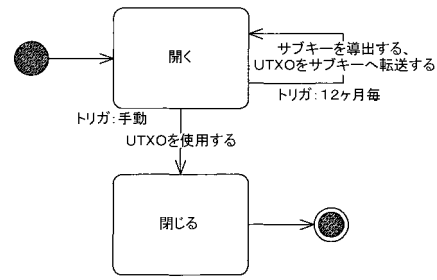 開く
サブキーを導出する、
UTXOをサブキーへ転送する
トリガ：12ヶ月毎
トリガ：手動
UTXOを使用する
閉じる